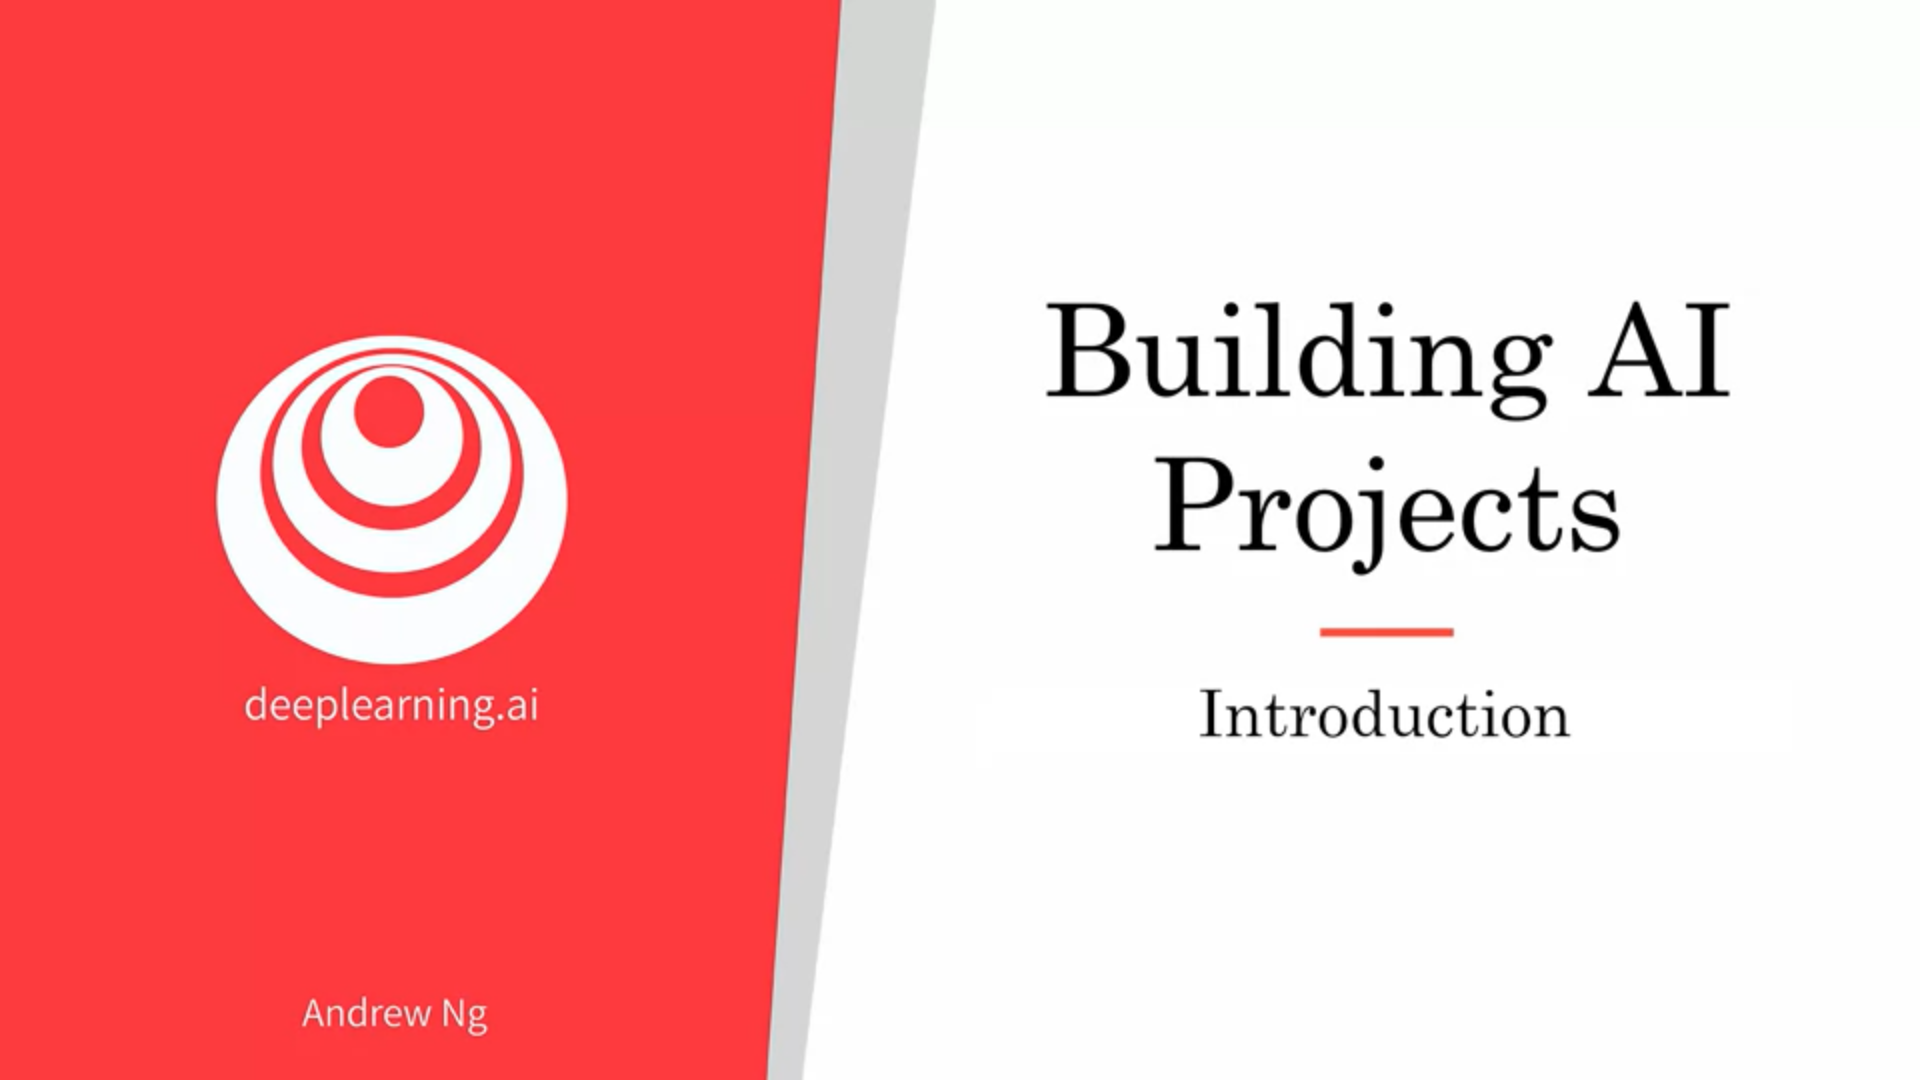 deeplearning.ai
Andrew Ng
Building AI
Projects
Introduction